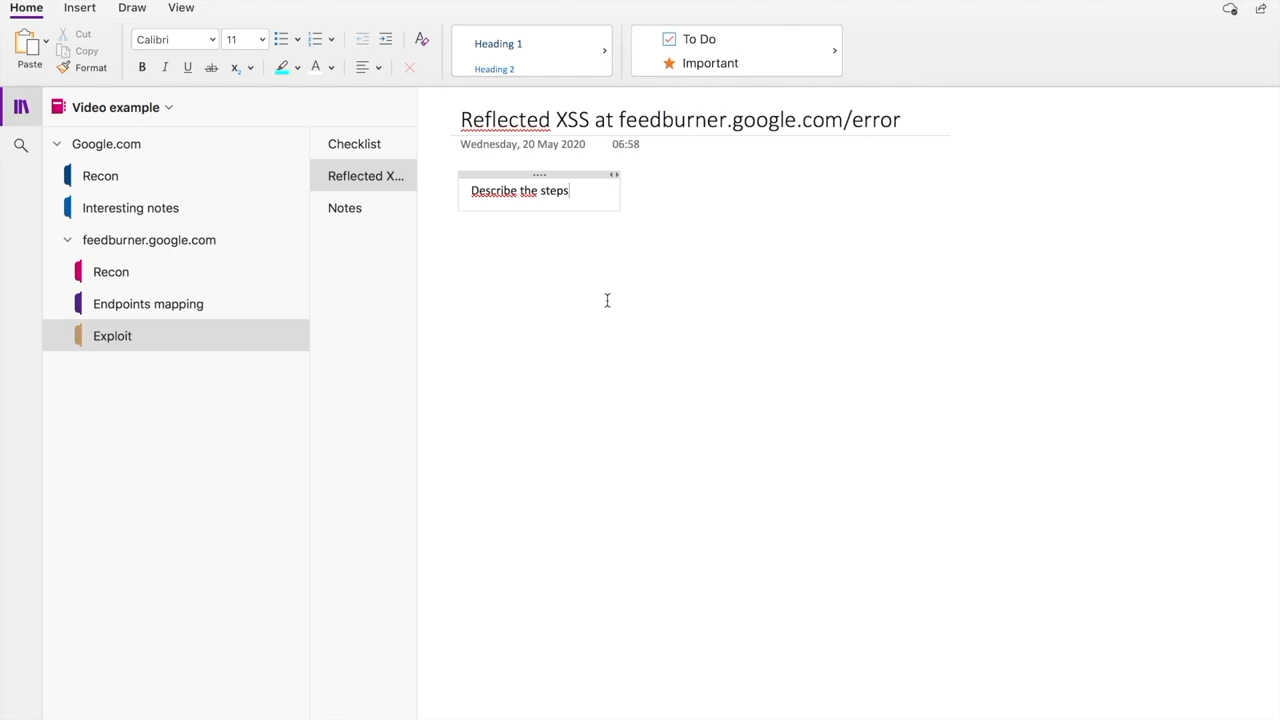 Home Insert Draw View
Paste
Cut
Copy
Format
Calibri 11
B I U ab x2 A
Heading 1
Heading 2
To Do
Important
Video example
Google.com
Recon
Interesting notes
feedburner.google.com
Recon
Endpoints mapping
Exploit
Checklist
Reflected X...
Notes
Reflected XSS at feedburner.google.com/error
Wednesday, 20 May 2020 06:58
Describe the steps